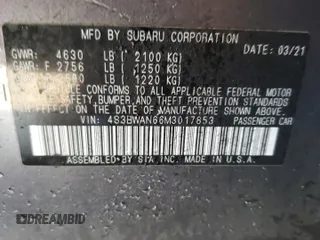 MFD BY SUBARU CORPORATION
GVWR: 4630 LB ( 2100 KG) DATE: 03/21
GAWR: F 2756 LB ( 1250 KG)
LB ( 1220 KG)
THIS VEHICLE CONFORMS TO ALL APPLICABLE FEDERAL MOTOR
VEHICLE SAFETY, BUMPER, AND THEFT PREVENTION STANDARDS
IN EFFECT ON THE DATE OF MANUFACTURE SHOWN ABOVE.
VIN: 4S3BWAN66M3017853 PASSENGER CAR
ASSEMBLED BY SIA, INC. MADE IN U.S.A.
DREAMBID